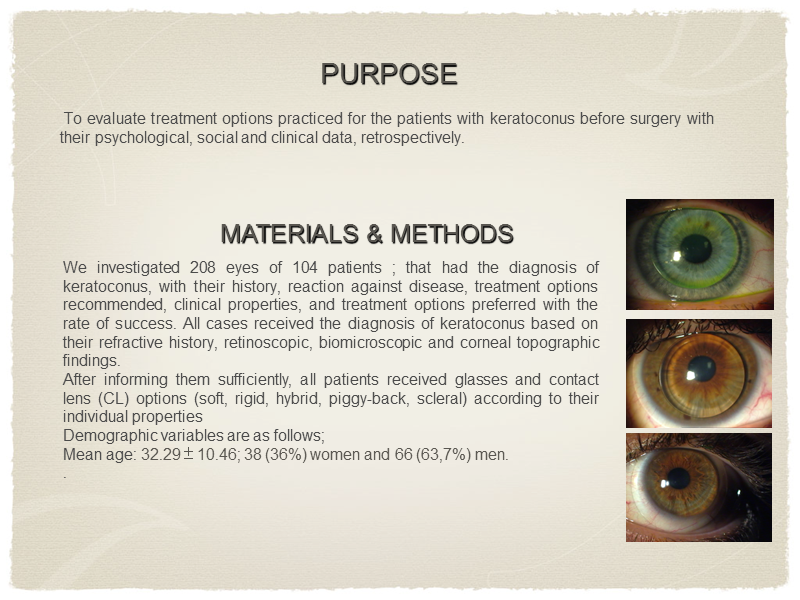 PURPOSE
To evaluate treatment options practiced for the patients with keratoconus before surgery with
their psychological, social and clinical data, retrospectively.
MATERIALS & METHODS
We investigated 208 eyes of 104 patients ; that had the diagnosis of
keratoconus, with their history, reaction against disease, treatment options
recommended, clinical properties, and treatment options preferred with the
rate of success. All cases received the diagnosis of keratoconus based on
their refractive history, retinoscopic, biomicroscopic and corneal topographic
findings.
After informing them sufficiently, all patients received glasses and contact
lens (CL) options (soft, rigid, hybrid, piggy-back, scleral) according to their
individual properties
Demographic variables are as follows;
Mean age: 32.29 ± 10.46; 38 (36%) women and 66 (63,7%) men.
.